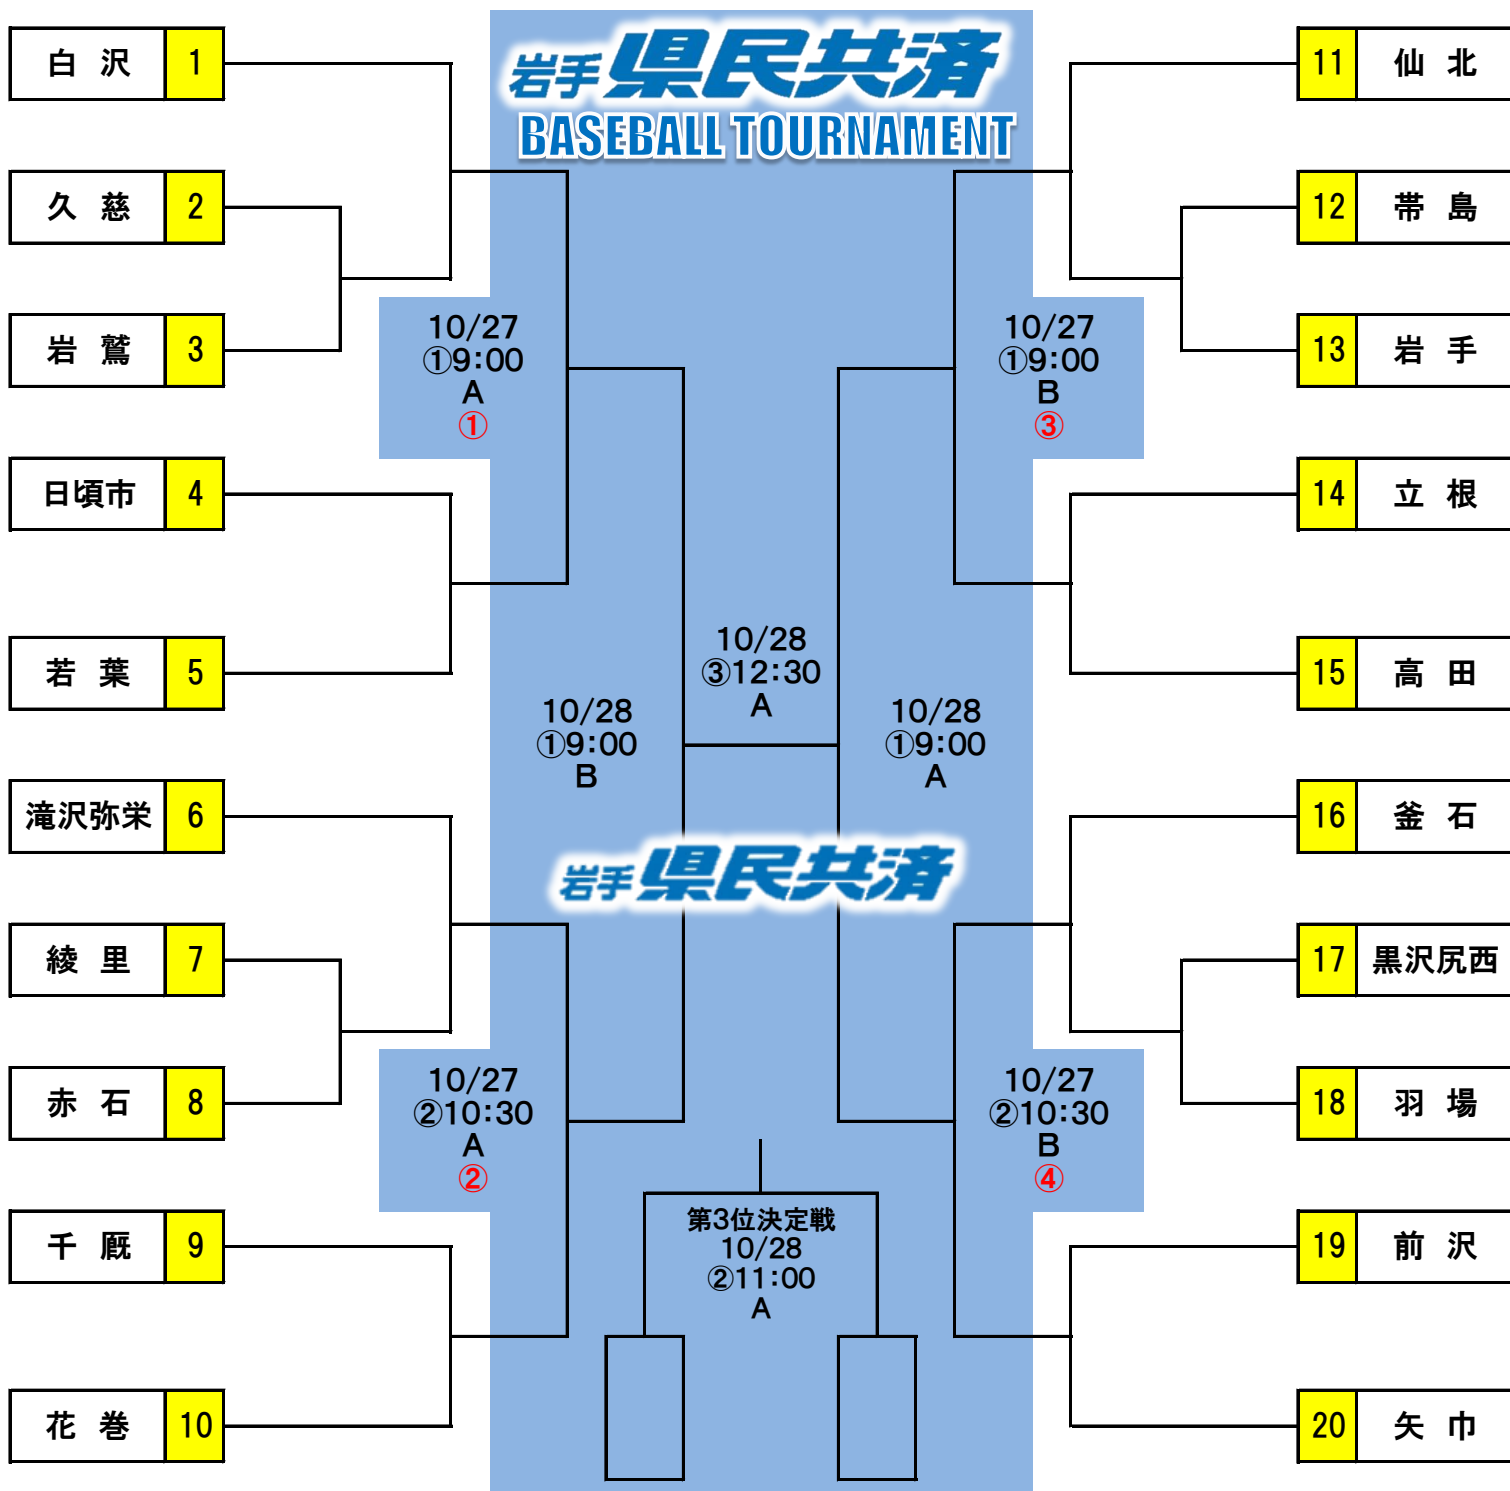 岩手県民共済
BASEBALL TOURNAMENT
白沢 1
久慈 2
岩鷲 3
日頃市 4
若葉 5
滝沢弥栄 6
綾里 7
赤石 8
千厩 9
花巻 10
10/27
①9:00
A
①
10/27
②10:30
A
②
10/28
①9:00
B
10/28
③12:30
A
10/28
①9:00
A
岩手県民共済
第3位決定戦
10/28
②11:00
A
10/27
①9:00
B
③
10/27
②10:30
B
④
11 仙北
12 帯島
13 岩手
14 立根
15 高田
16 釜石
17 黒沢尻西
18 羽場
19 前沢
20 矢巾